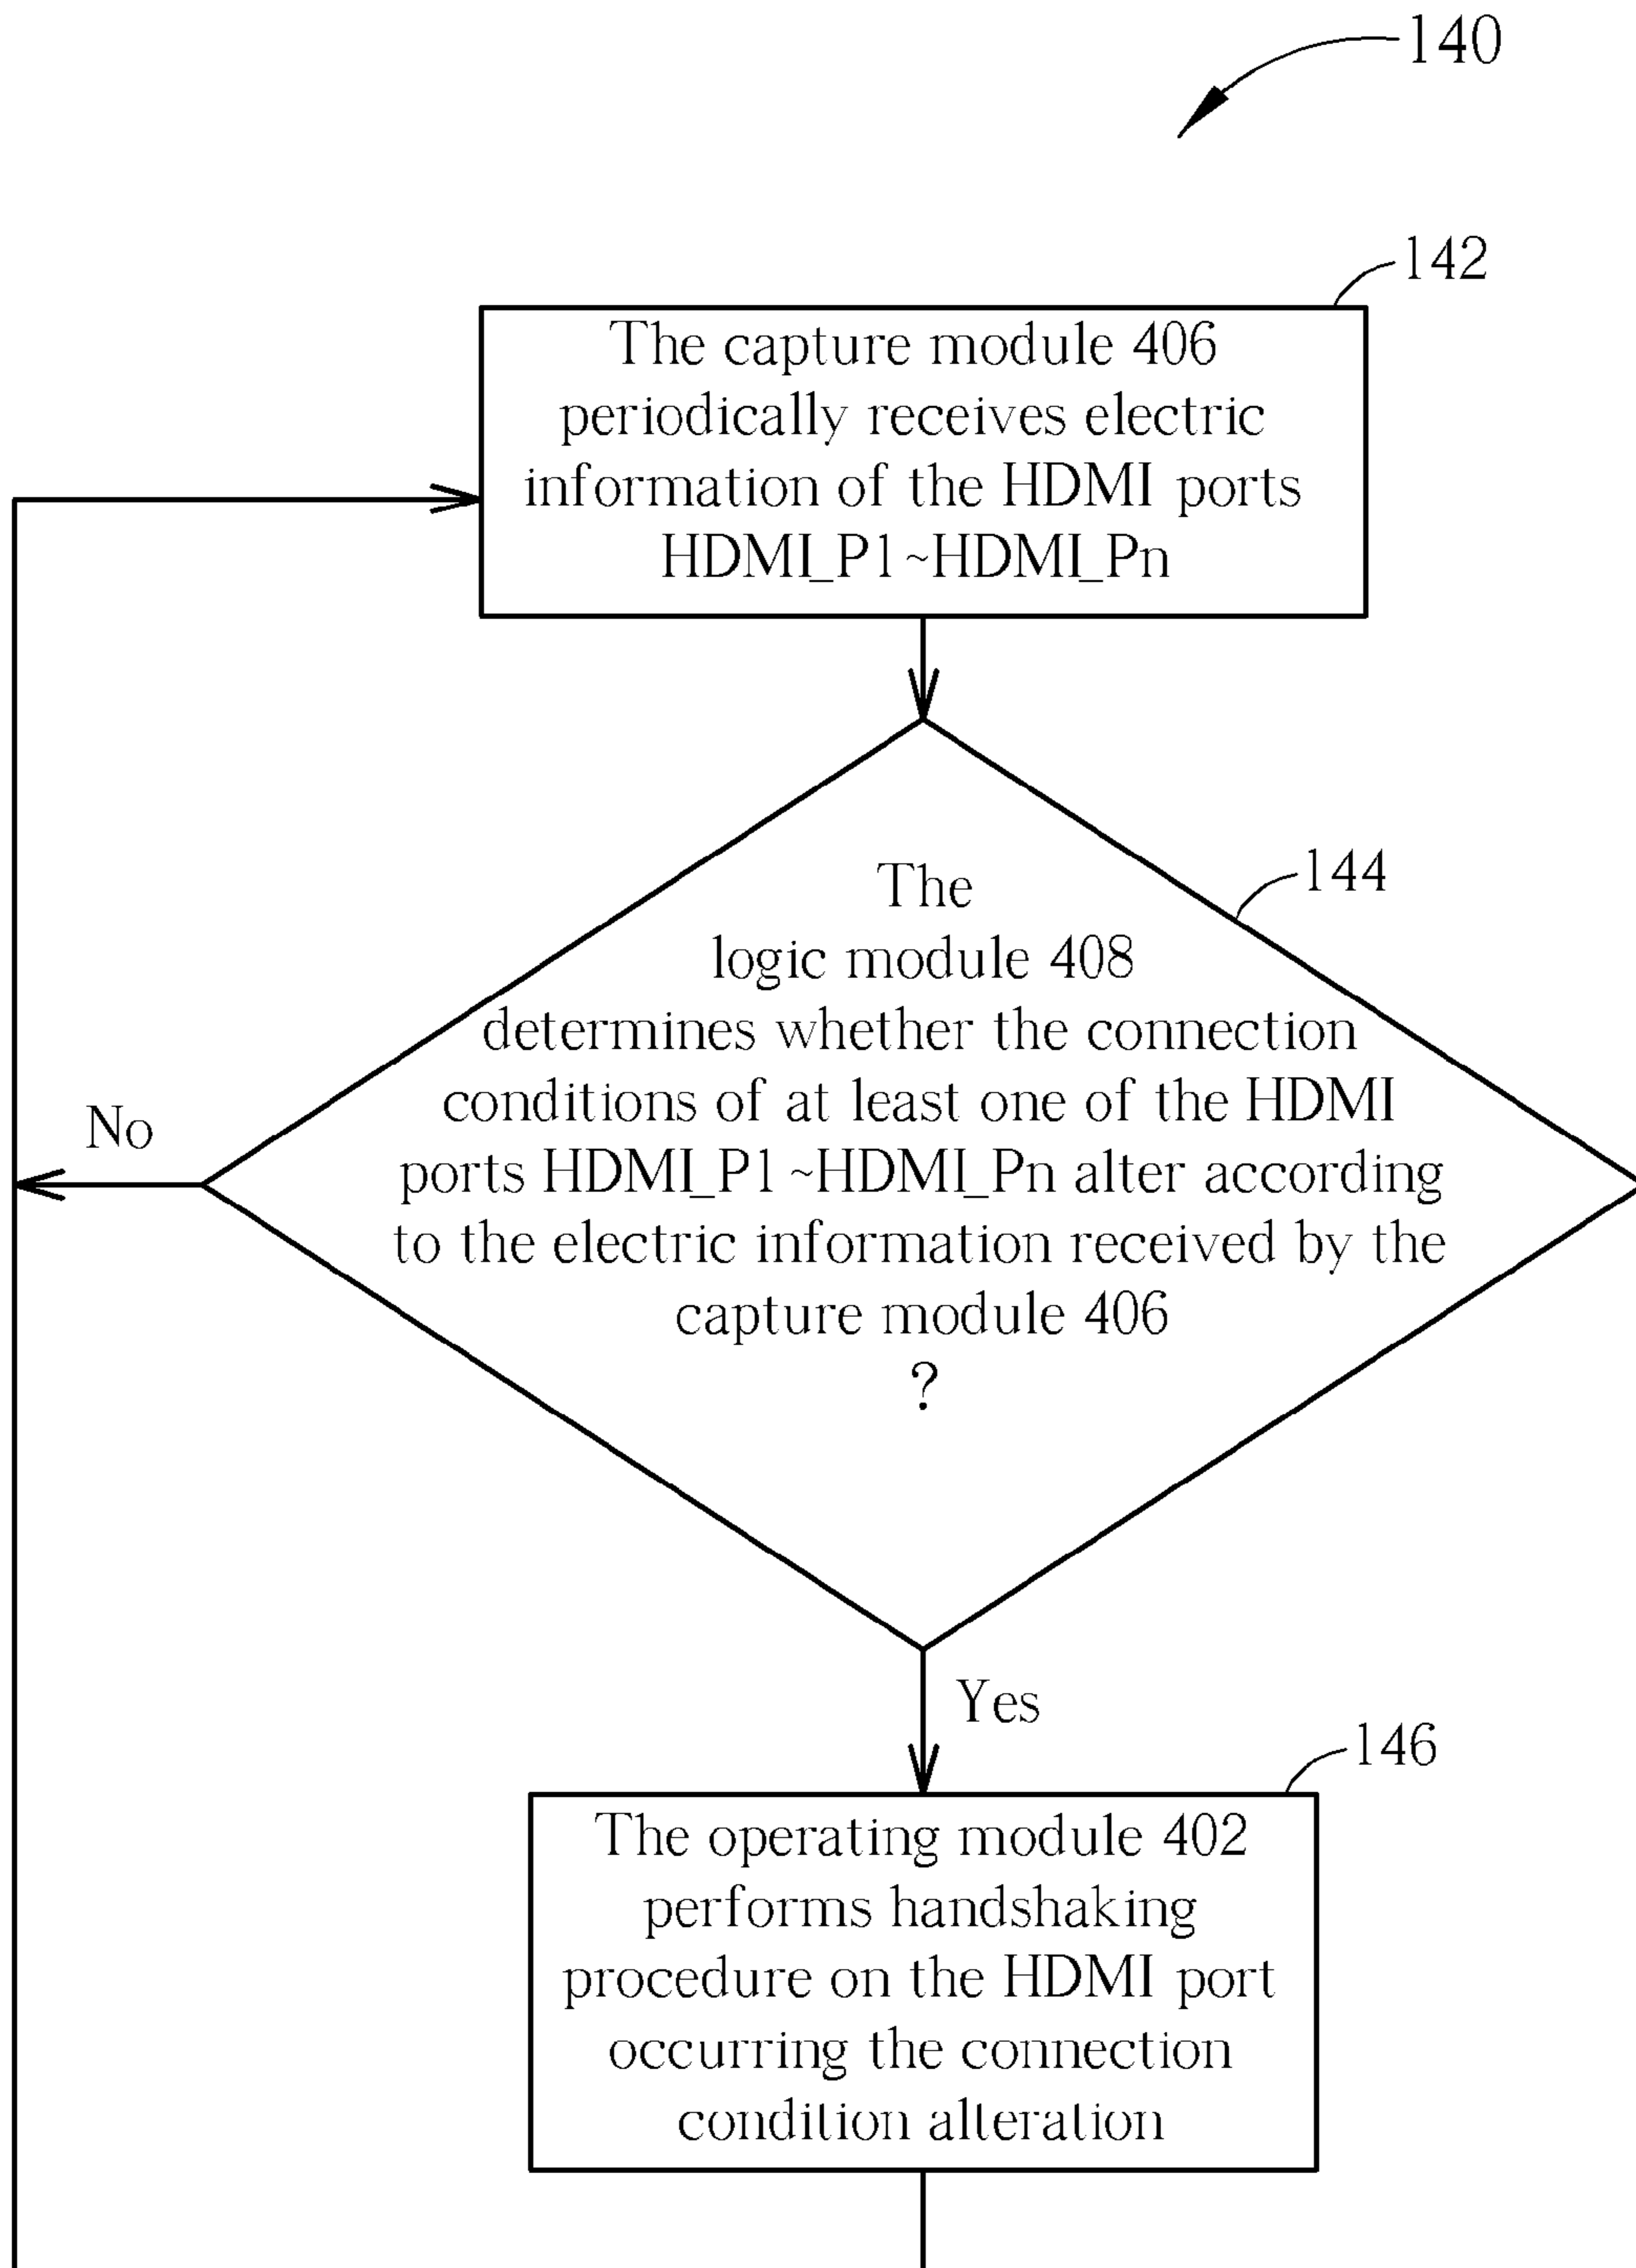 140
142
The capture module 406
periodically receives electric
information of the HDMI ports
HDMI_P1~HDMI_Pn
144
The
logic module 408
determines whether the connection
conditions of at least one of the HDMI
ports HDMI_P1~HDMI_Pn alter according
to the electric information received by the
capture module 406
?
No
Yes
146
The operating module 402
performs handshaking
procedure on the HDMI port
occurring the connection
condition alteration